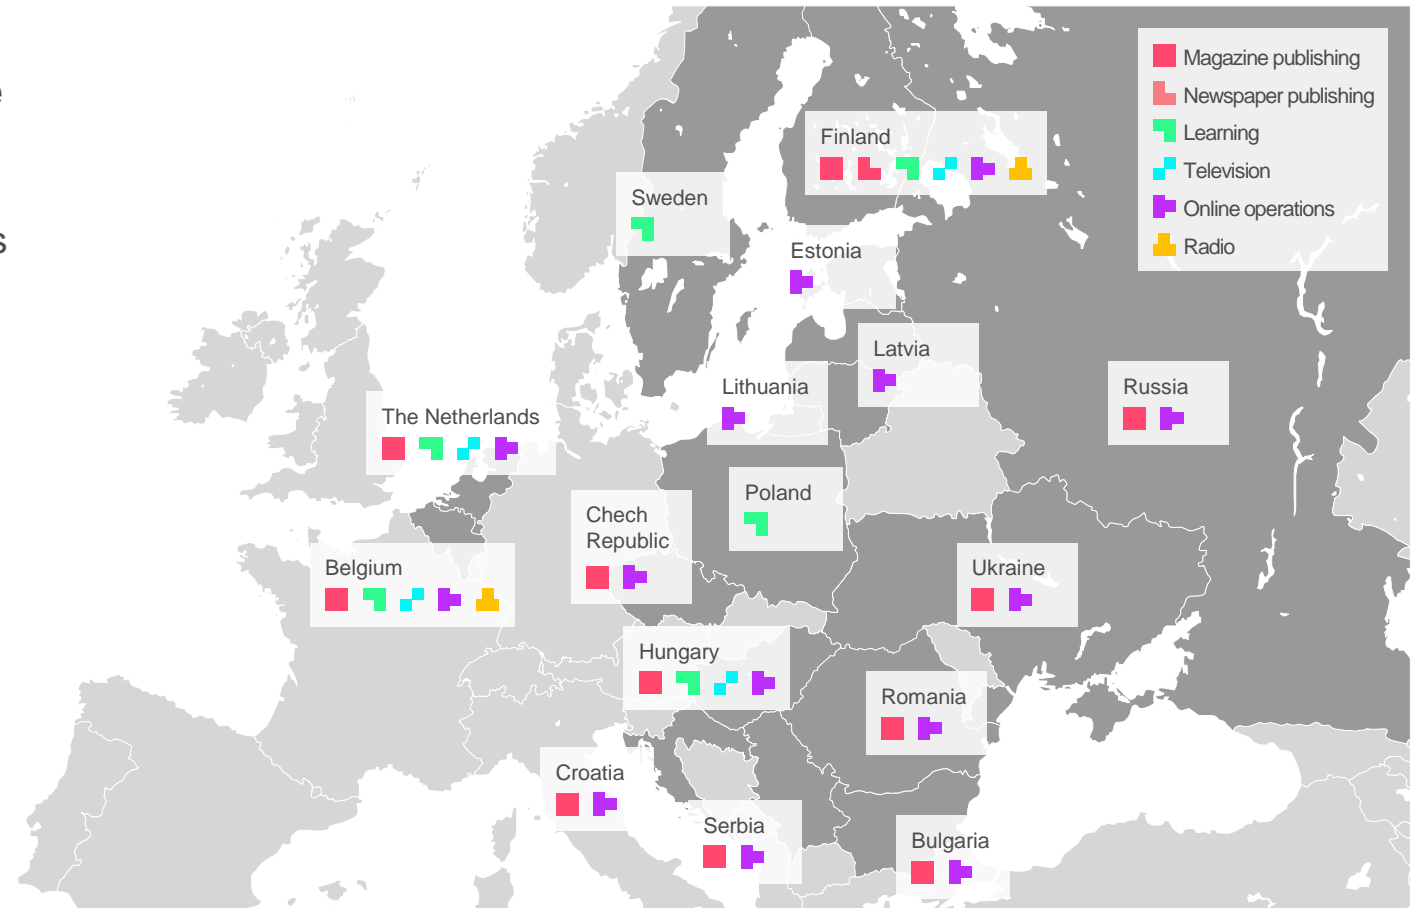 e
s
Magazine publishing
Newspaper publishing
Learning
Television
Online operations
Radio
Finland
Sweden
Estonia
Latvia
Lithuania
Russia
The Netherlands
Poland
Chech
Republic
Belgium
Ukraine
Hungary
Romania
Croatia
Serbia
Bulgaria